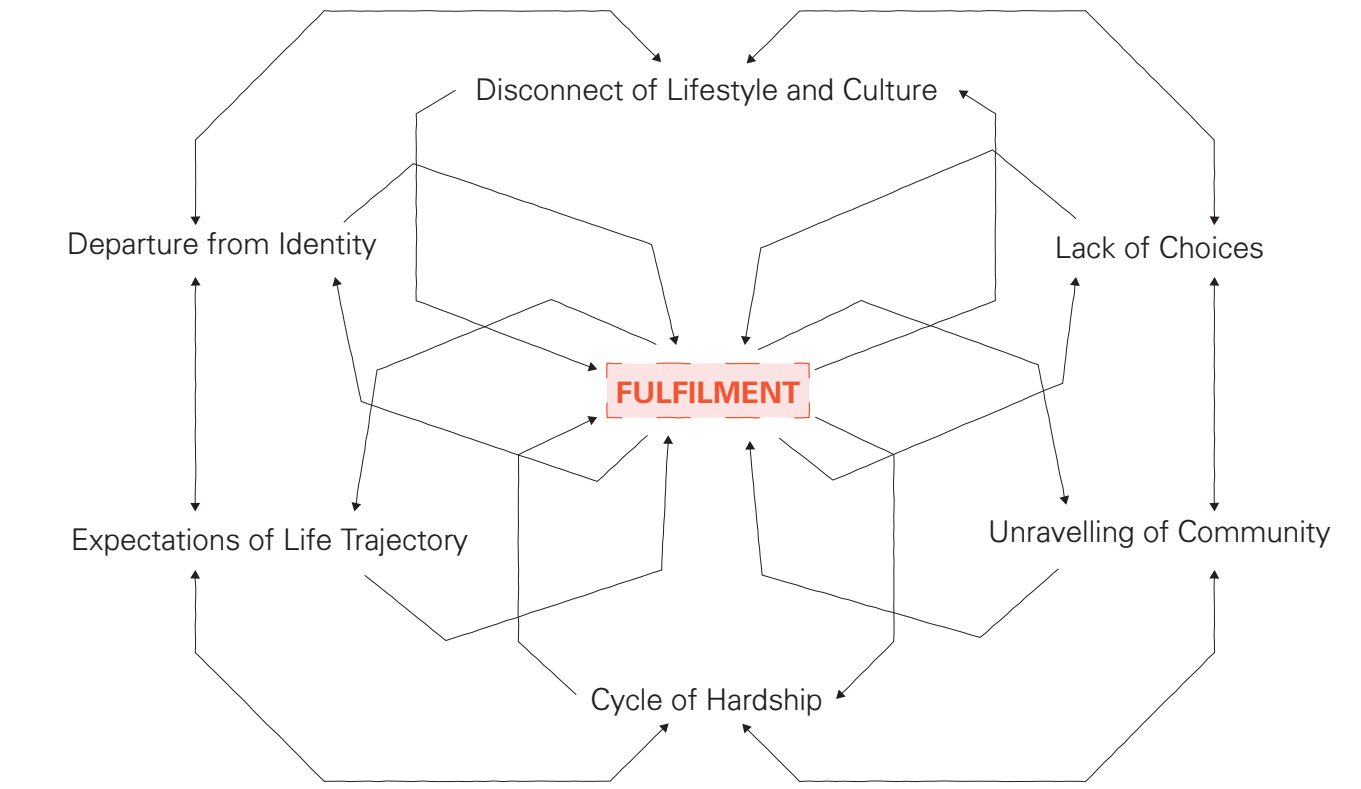 Disconnect of Lifestyle and Culture
Departure from Identity
Lack of Choices
FULFILMENT
Expectations of Life Trajectory
Unravelling of Community
Cycle of Hardship